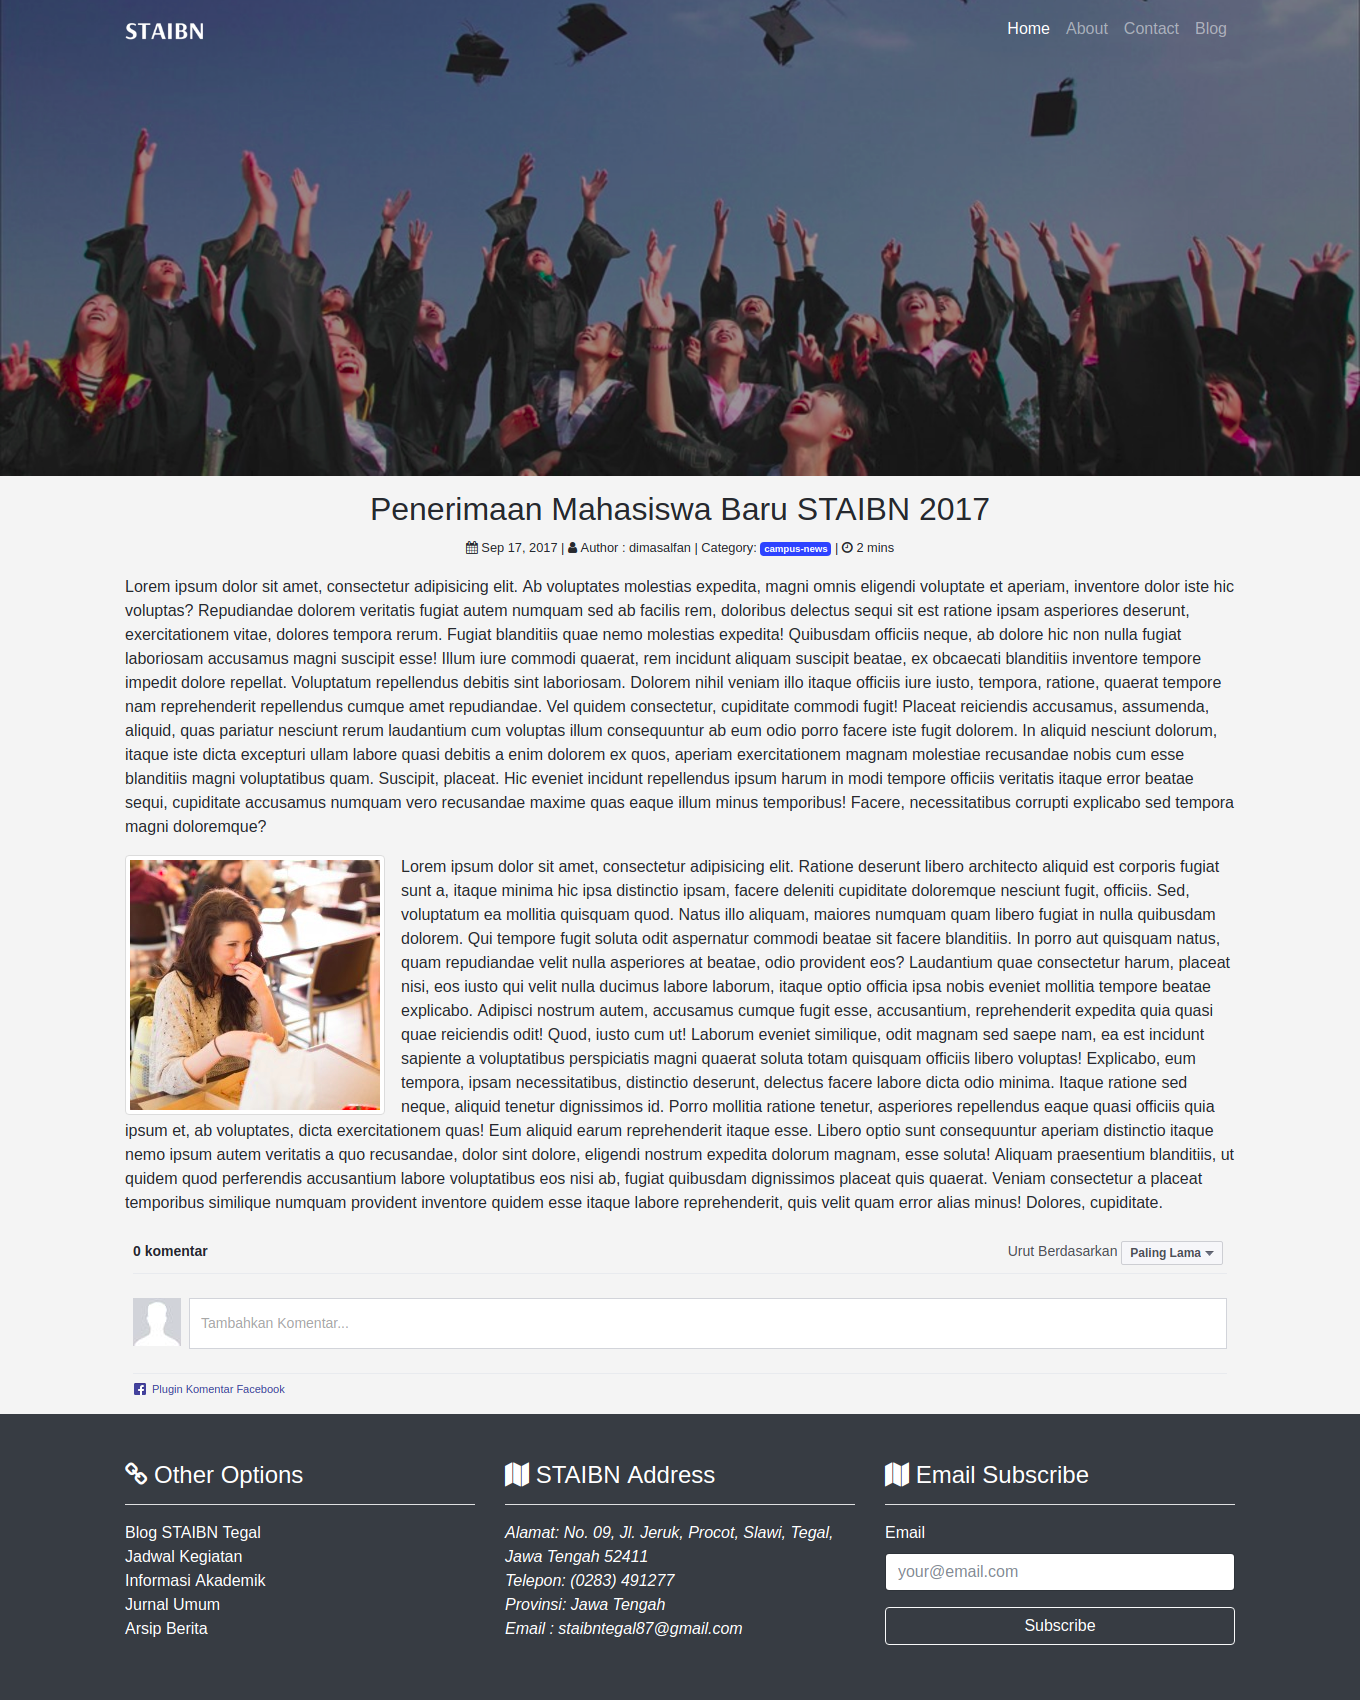 STAIBN
Home About Contact Blog
Penerimaan Mahasiswa Baru STAIBN 2017
Sep 17, 2017 | Author : dimasalfan | Category: campus-news | 2 mins
Lorem ipsum dolor sit amet, consectetur adipisicing elit. Ab voluptates molestias expedita, magni omnis eligendi voluptate et aperiam, inventore dolor iste hic
voluptas? Repudiandae dolorem veritatis fugiat autem numquam sed ab facilis rem, doloribus delectus sequi sit est ratione ipsam asperiores deserunt,
exercitationem vitae, dolores tempora rerum. Fugiat blanditiis quae nemo molestias expedita! Quibusdam officiis neque, ab dolore hic non nulla fugiat
laboriosam accusamus magni suscipit esse! Illum iure commodi quaerat, rem incidunt aliquam suscipit beatae, ex obcaecati blanditiis inventore tempore
impedit dolore repellat. Voluptatum repellendus debitis sint laboriosam. Dolorem nihil veniam illo itaque officiis iure iusto, tempora, ratione, quaerat tempore
nam reprehenderit repellendus cumque amet repudiandae. Vel quidem consectetur, cupiditate commodi fugit! Placeat reiciendis accusamus, assumenda,
aliquid, quas pariatur nesciunt rerum laudantium cum voluptas illum consequuntur ab eum odio porro facere iste fugit dolorem. In aliquid nesciunt dolorum,
itaque iste dicta excepturi ullam labore quasi debitis a enim dolorem ex quos, aperiam exercitationem magnam molestiae recusandae nobis cum esse
blanditiis magni voluptatibus quam. Suscipit, placeat. Hic eveniet incidunt repellendus ipsum harum in modi tempore officiis veritatis itaque error beatae
sequi, cupiditate accusamus numquam vero recusandae maxime quas eaque illum minus temporibus! Facere, necessitatibus corrupti explicabo sed tempora
magni doloremque?
Lorem ipsum dolor sit amet, consectetur adipisicing elit. Ratione deserunt libero architecto aliquid est corporis fugiat
sunt a, itaque minima hic ipsa distinctio ipsam, facere deleniti cupiditate doloremque nesciunt fugit, officiis. Sed,
voluptatum ea mollitia quisquam quod. Natus illo aliquam, maiores numquam quam libero fugiat in nulla quibusdam
dolorem. Qui tempore fugit soluta odit aspernatur commodi beatae sit facere blanditiis. In porro aut quisquam natus,
quam repudiandae velit nulla asperiores at beatae, odio provident eos? Laudantium quae consectetur harum, placeat
nisi, eos iusto qui velit nulla ducimus labore laborum, itaque optio officia ipsa nobis eveniet mollitia tempore beatae
explicabo. Adipisci nostrum autem, accusamus cumque fugit esse, accusantium, reprehenderit expedita quia quasi
quae reiciendis odit! Quod, iusto cum ut! Laborum eveniet similique, odit magnam sed saepe nam, ea est incidunt
sapiente a voluptatibus perspiciatis magni quaerat soluta totam quisquam officiis libero voluptas! Explicabo, eum
tempora, ipsam necessitatibus, distinctio deserunt, delectus facere labore dicta odio minima. Itaque ratione sed
neque, aliquid tenetur dignissimos id. Porro mollitia ratione tenetur, asperiores repellendus eaque quasi officiis quia
ipsum et, ab voluptates, dicta exercitationem quas! Eum aliquid earum reprehenderit itaque esse. Libero optio sunt consequuntur aperiam distinctio itaque
nemo ipsum autem veritatis a quo recusandae, dolor sint dolore, eligendi nostrum expedita dolorum magnam, esse soluta! Aliquam praesentium blanditiis, ut
quidem quod perferendis accusantium labore voluptatibus eos nisi ab, fugiat quibusdam dignissimos placeat quis quaerat. Veniam consectetur a placeat
temporibus similique numquam provident inventore quidem esse itaque labore reprehenderit, quis velit quam error alias minus! Dolores, cupiditate.
0 komentar
Urut Berdasarkan Paling Lama
Tambahkan Komentar...
Plugin Komentar Facebook
Other Options
Blog STAIBN Tegal
Jadwal Kegiatan
Informasi Akademik
Jurnal Umum
Arsip Berita
STAIBN Address
Alamat: No. 09, Jl. Jeruk, Procot, Slawi, Tegal,
Jawa Tengah 52411
Telepon: (0283) 491277
Provinsi: Jawa Tengah
Email : staibntegal87@gmail.com
Email Subscribe
Email
your@email.com
Subscribe